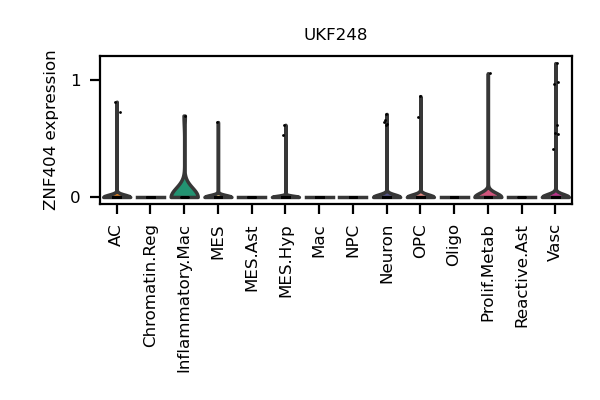 UKF248
ZNF404 expression
1
0
AC
Chromatin.Reg
Inflammatory.Mac
MES
MES.Ast
MES.Hyp
Mac
NPC
Neuron
OPC
Oligo
Prolif.Metab
Reactive.Ast
Vasc